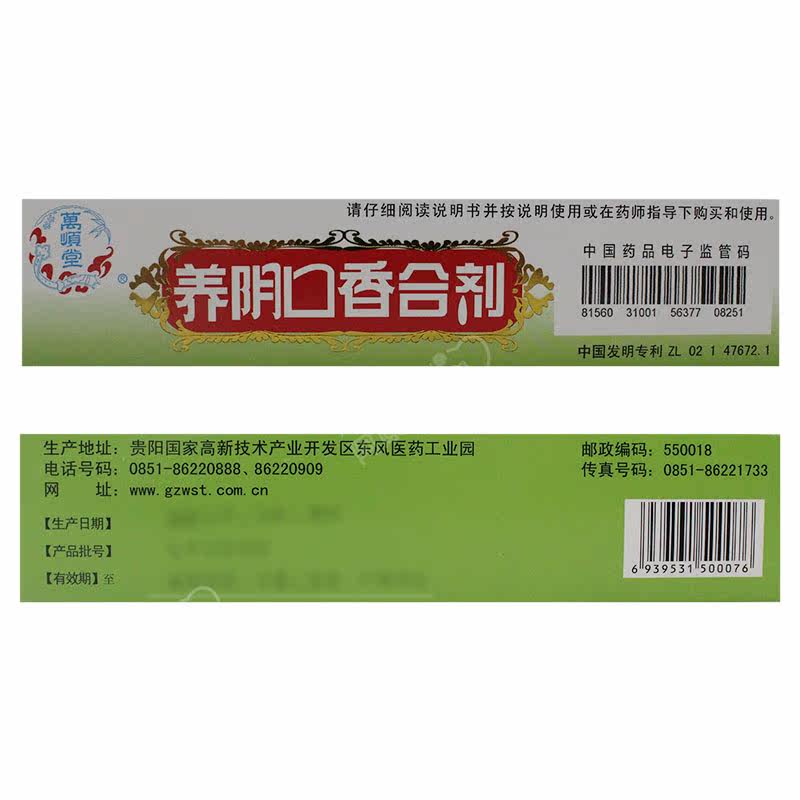 萬順堂
®
请仔细阅读说明书并按说明使用或在药师指导下购买和使用。
养阴口香合剂
中国药品电子监管码
81560 31001 56377 08251
中国发明专利 ZL 02 1 47672.1
生产地址：贵阳国家高新技术产业开发区东风医药工业园
邮政编码：550018
电话号码：0851-86220888、86220909
传真号码：0851-86221733
网 址：www.gzwst.com.cn
【生产日期】
【产品批号】
【有效期】至
6 939531 500076